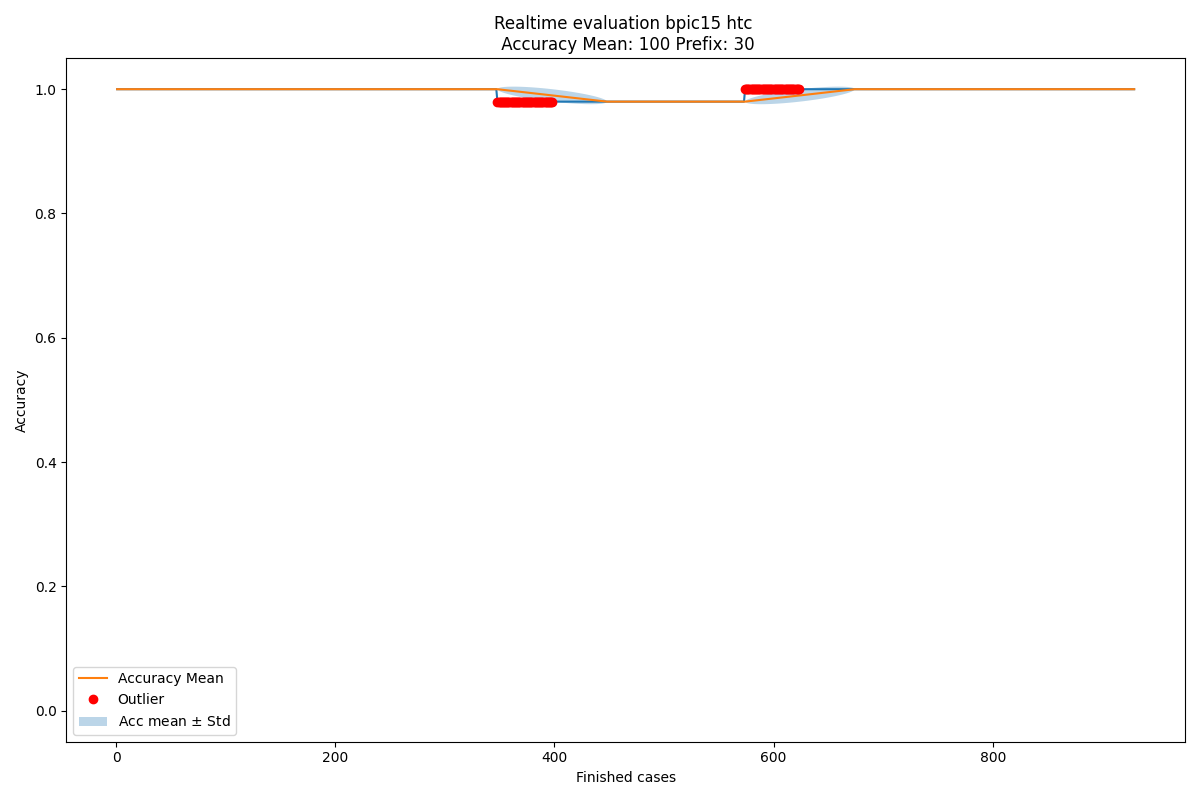 Realtime evaluation bpic15 htc
Accuracy Mean: 100 Prefix: 30
Accuracy
1.0
0.8
0.6
0.4
0.2
0.0
Accuracy Mean
Outlier
Acc mean ± Std
0 200 400 600 800
Finished cases